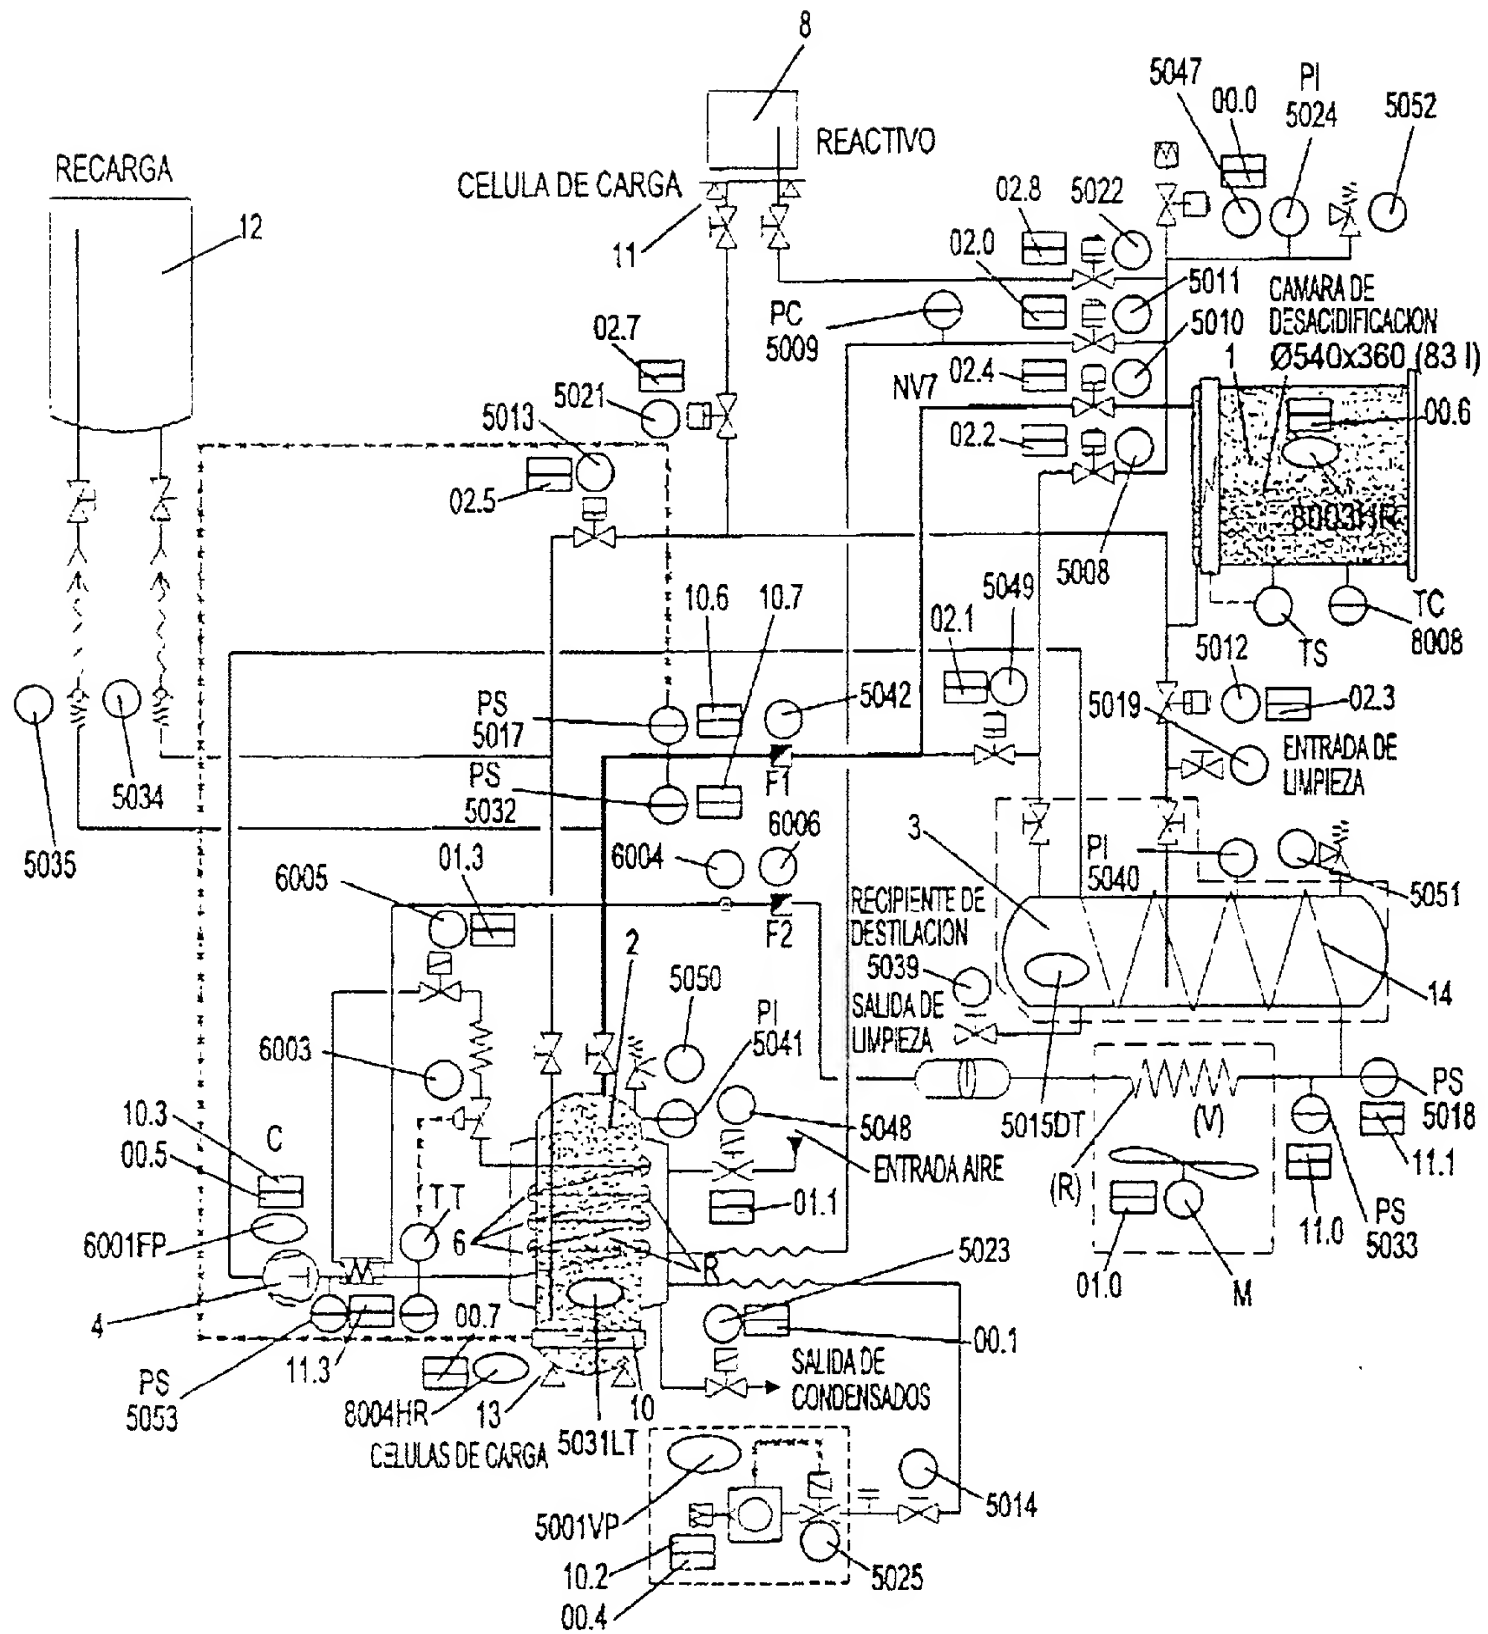 8
5047
PI
5024
00.0
5052
RECARGA
REACTIVO
CELULA DE CARGA
02.8
5022
12
11
02.0
5011
CAMARA DE
DESACIDIFICACION
PC
5009
5010
1
Ø540x360 (83 l)
02.7
NV7
02.4
00.6
5021
5013
02.2
02.5
8003HR
5008
10.6
10.7
5049
02.1
TC
8008
TS
5012
5042
PS
5017
5019
02.3
ENTRADA DE
LIMPIEZA
F1
5034
PS
5032
6006
3
5035
01.3
6004
PI
5040
6005
5051
RECIPIENTE DE
DESTILACION
F2
2
5039
5050
14
SALIDA DE
LIMPIEZA
PI
5041
6003
10.3
C
5015DT
(V)
PS
5018
5048
00.5
ENTRADA AIRE
11.1
TT
(R)
01.1
6001FP
6
11.0
PS
5033
R
5023
01.0
M
4
00.7
00.1
11.3
SALIDA DE
CONDENSADOS
PS
5053
8004HR
13
10
5031LT
CELULAS DE CARGA
5014
5001VP
5025
10.2
00.4